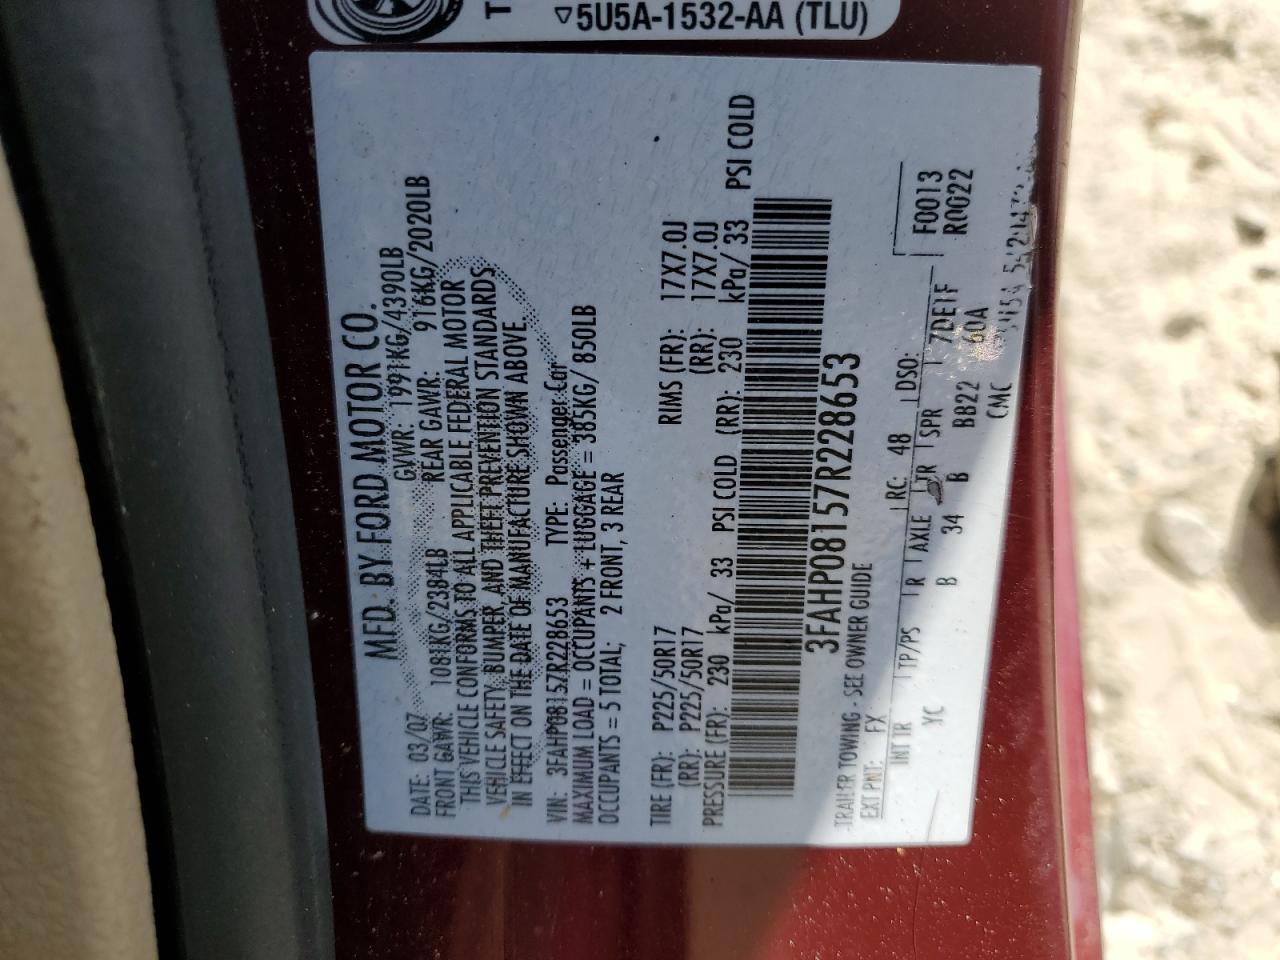 5U5A-1532-AA (TLU)
MFD. BY FORD MOTOR CO.
DATE: 03/07 GVWR: 1991KG/4390LB
FRONT GAWR: 1081KG/2384LB REAR GAWR: 916KG/2020LB
THIS VEHICLE CONFORMS TO ALL APPLICABLE FEDERAL MOTOR
VEHICLE SAFETY, BUMPER, AND THEFT PREVENTION STANDARDS
IN EFFECT ON THE DATE OF MANUFACTURE SHOWN ABOVE.
VIN: 3FAHP08157R228653 TYPE: Passenger Car
MAXIMUM LOAD = OCCUPANTS + LUGGAGE = 385KG/ 850LB
OCCUPANTS = 5 TOTAL; 2 FRONT, 3 REAR
TIRE (FR): P225/50R17 RIMS (FR): 17X7.0J
(RR): P225/50R17 (RR): 17X7.0J
PRESSURE (FR): 230 kPa/ 33 PSI COLD (RR): 230 kPa/ 33 PSI COLD
3FAHP08157R228653
TRAILER TOWING - SEE OWNER GUIDE
EXT PNT: FX RC: 48 DSO: F0013
INT TR TP/PS R AXLE TR SPR 7DE1F R0022
YC B 34 B BB22 60A
CMC